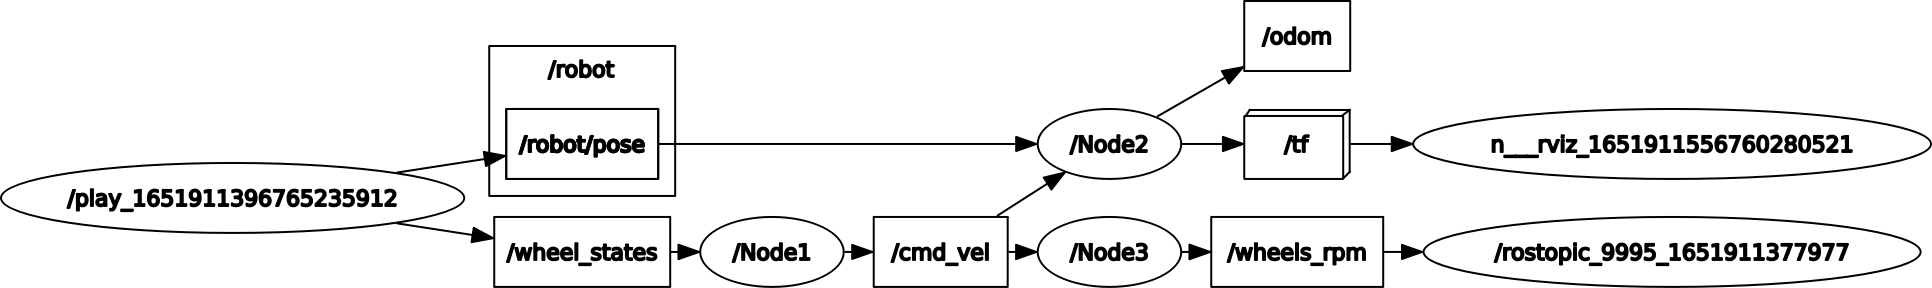 /odom
/robot
/robot/pose
/Node2
/tf
n___rviz_1651911556760280521
/play_1651911396765235912
/wheel_states
/Node1
/cmd_vel
/Node3
/wheels_rpm
/rostopic_9995_1651911377977